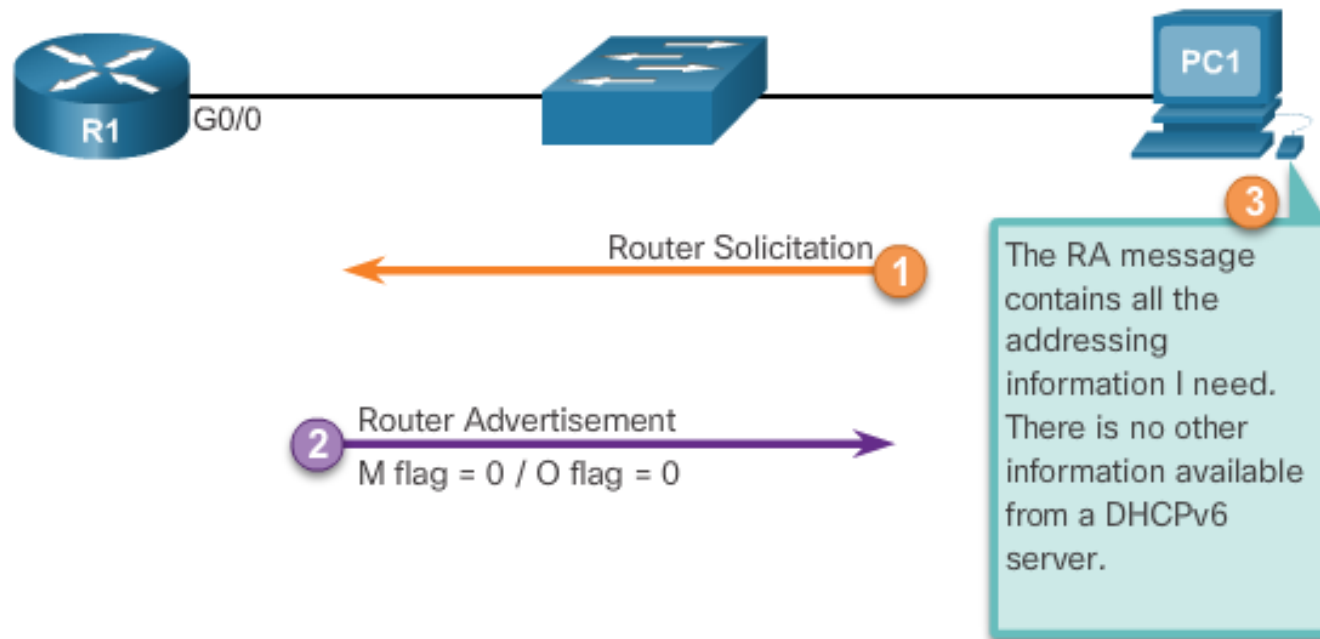 R1
G0/0
PC1
3
Router Solicitation
1
The RA message
contains all the
addressing
information I need.
There is no other
information available
from a DHCPv6
server.
2
Router Advertisement
M flag = 0 / O flag = 0